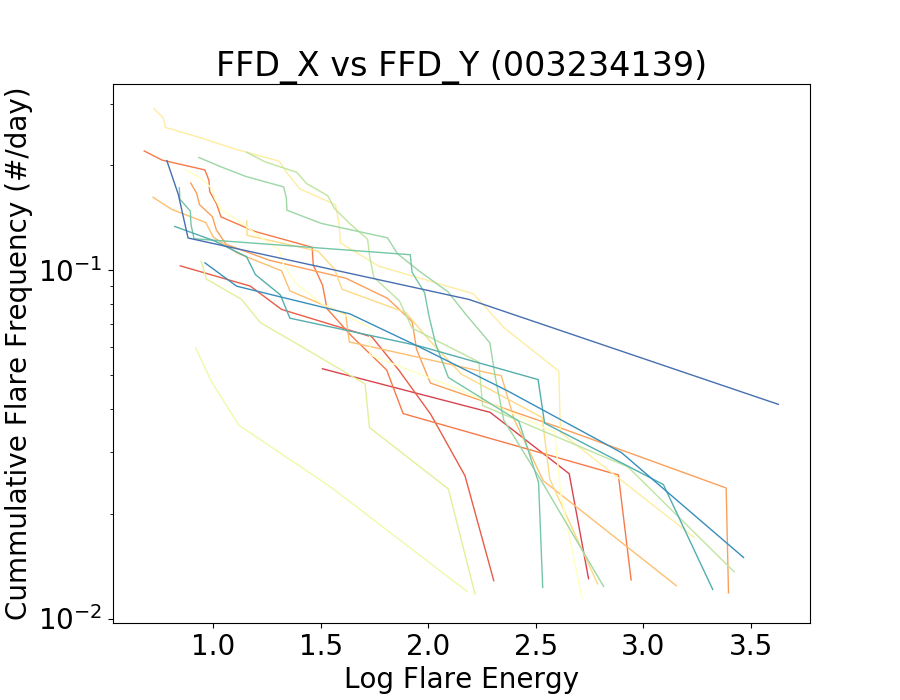 FFD_X vs FFD_Y (003234139)
Cummulative Flare Frequency (#/day)
10⁻¹
10⁻²
1.0 1.5 2.0 2.5 3.0 3.5
Log Flare Energy